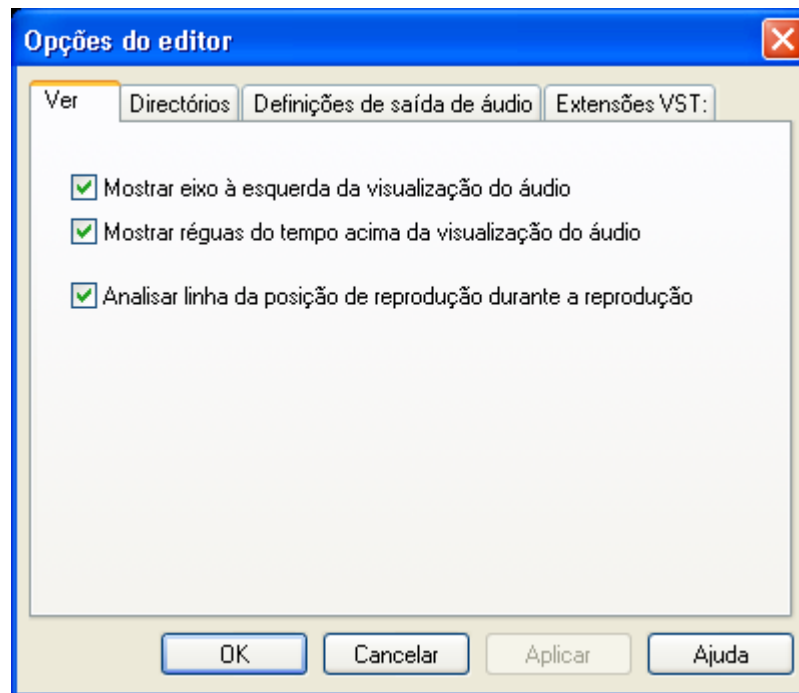 Opções do editor
Ver Directórios Definições de saída de áudio Extensões VST:
Mostrar eixo à esquerda da visualização do áudio
Mostrar réguas do tempo acima da visualização do áudio
Analisar linha da posição de reprodução durante a reprodução
OK Cancelar Aplicar Ajuda